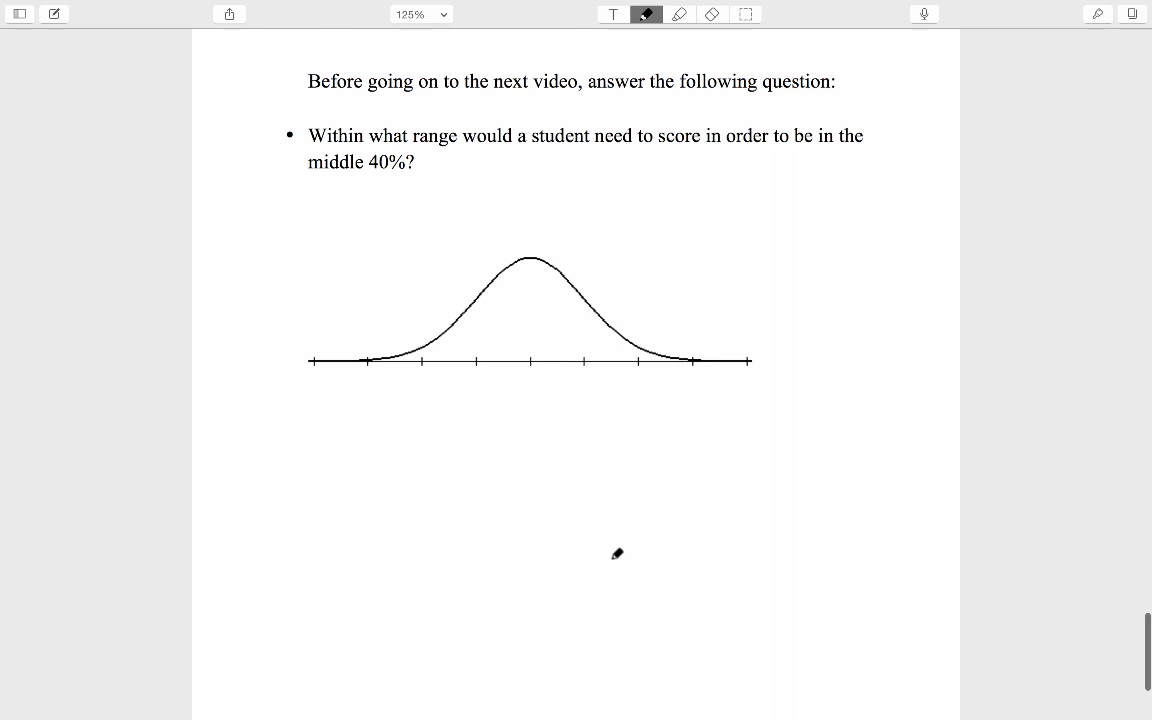 125%
T
Before going on to the next video, answer the following question:
• Within what range would a student need to score in order to be in the
middle 40%?